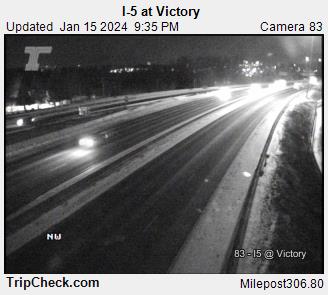 I-5 at Victory
Updated Jan 15 2024 9:35 PM Camera 83
T
NW
83 - I5 @ Victory
TripCheck.com Milepost306.80